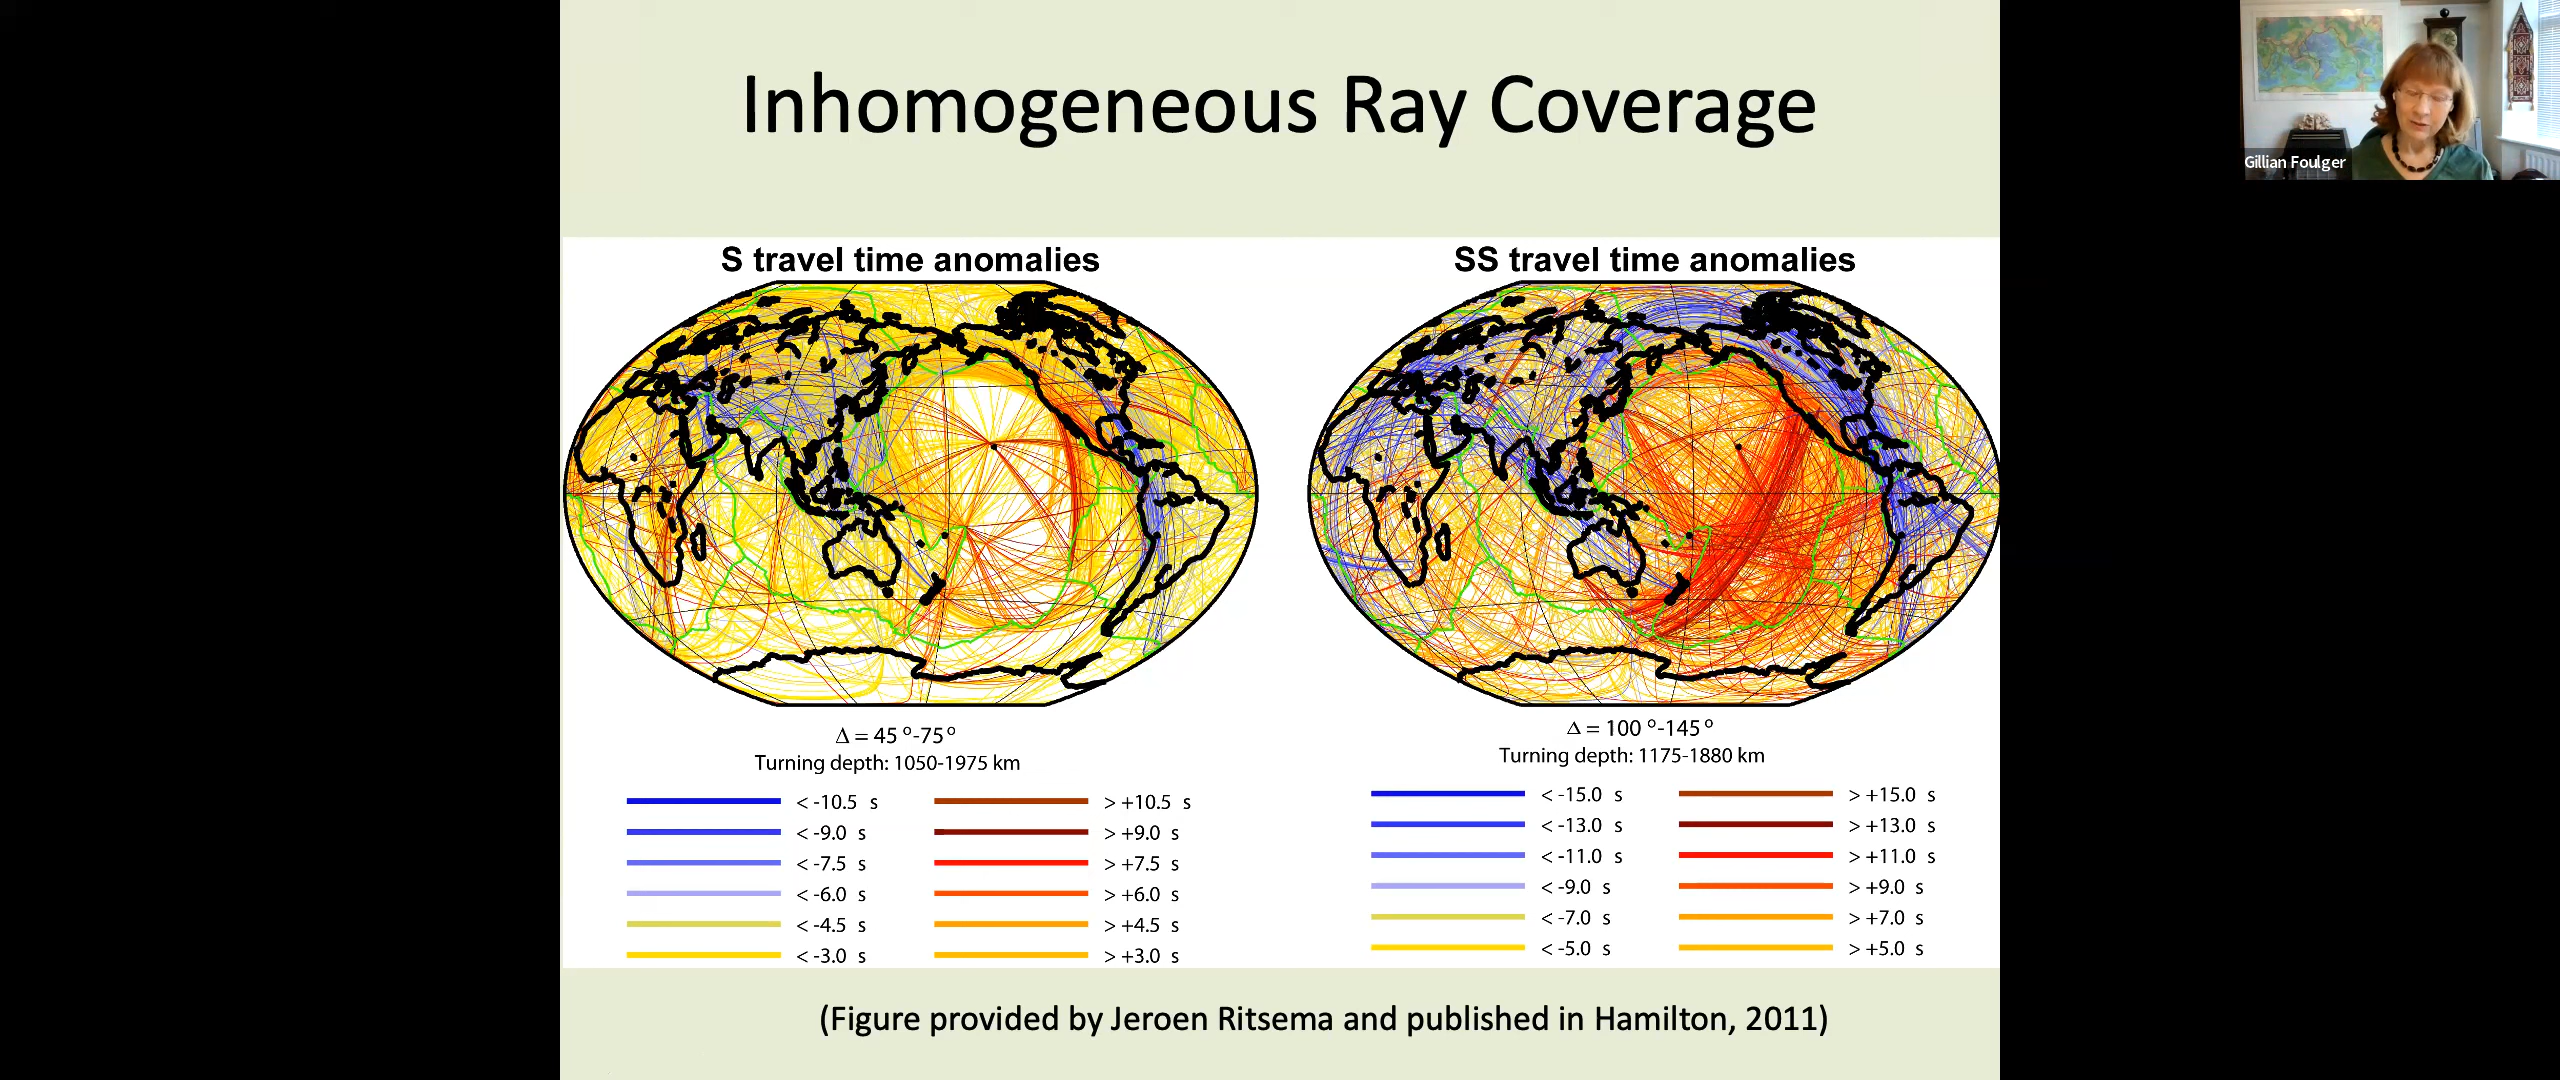 Inhomogeneous Ray Coverage
Gillian Foulger
S travel time anomalies
Δ = 45 °-75°
Turning depth: 1050-1975 km
< -10.5 s
< -9.0 s
< -7.5 s
< -6.0 s
< -4.5 s
< -3.0 s
> +10.5 s
> +9.0 s
> +7.5 s
> +6.0 s
> +4.5 s
> +3.0 s
SS travel time anomalies
Δ = 100 °-145°
Turning depth: 1175-1880 km
< -15.0 s
< -13.0 s
< -11.0 s
< -9.0 s
< -7.0 s
< -5.0 s
> +15.0 s
> +13.0 s
> +11.0 s
> +9.0 s
> +7.0 s
> +5.0 s
(Figure provided by Jeroen Ritsema and published in Hamilton, 2011)